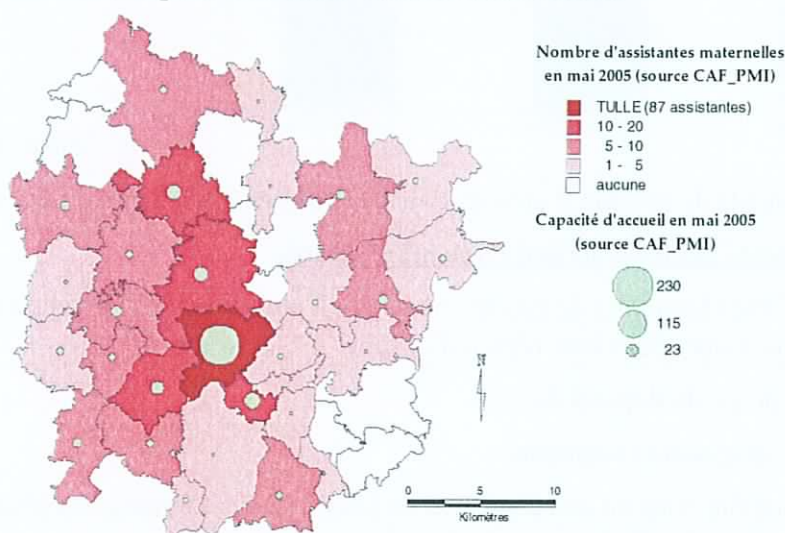 Nombre d'assistantes maternelles
en mai 2005 (source CAF_PMI)
TULLE (87 assistantes)
10 - 20
5 - 10
1 - 5
aucune
Capacité d'accueil en mai 2005
(source CAF_PMI)
230
115
23
N
0 5 10
Kilomètres